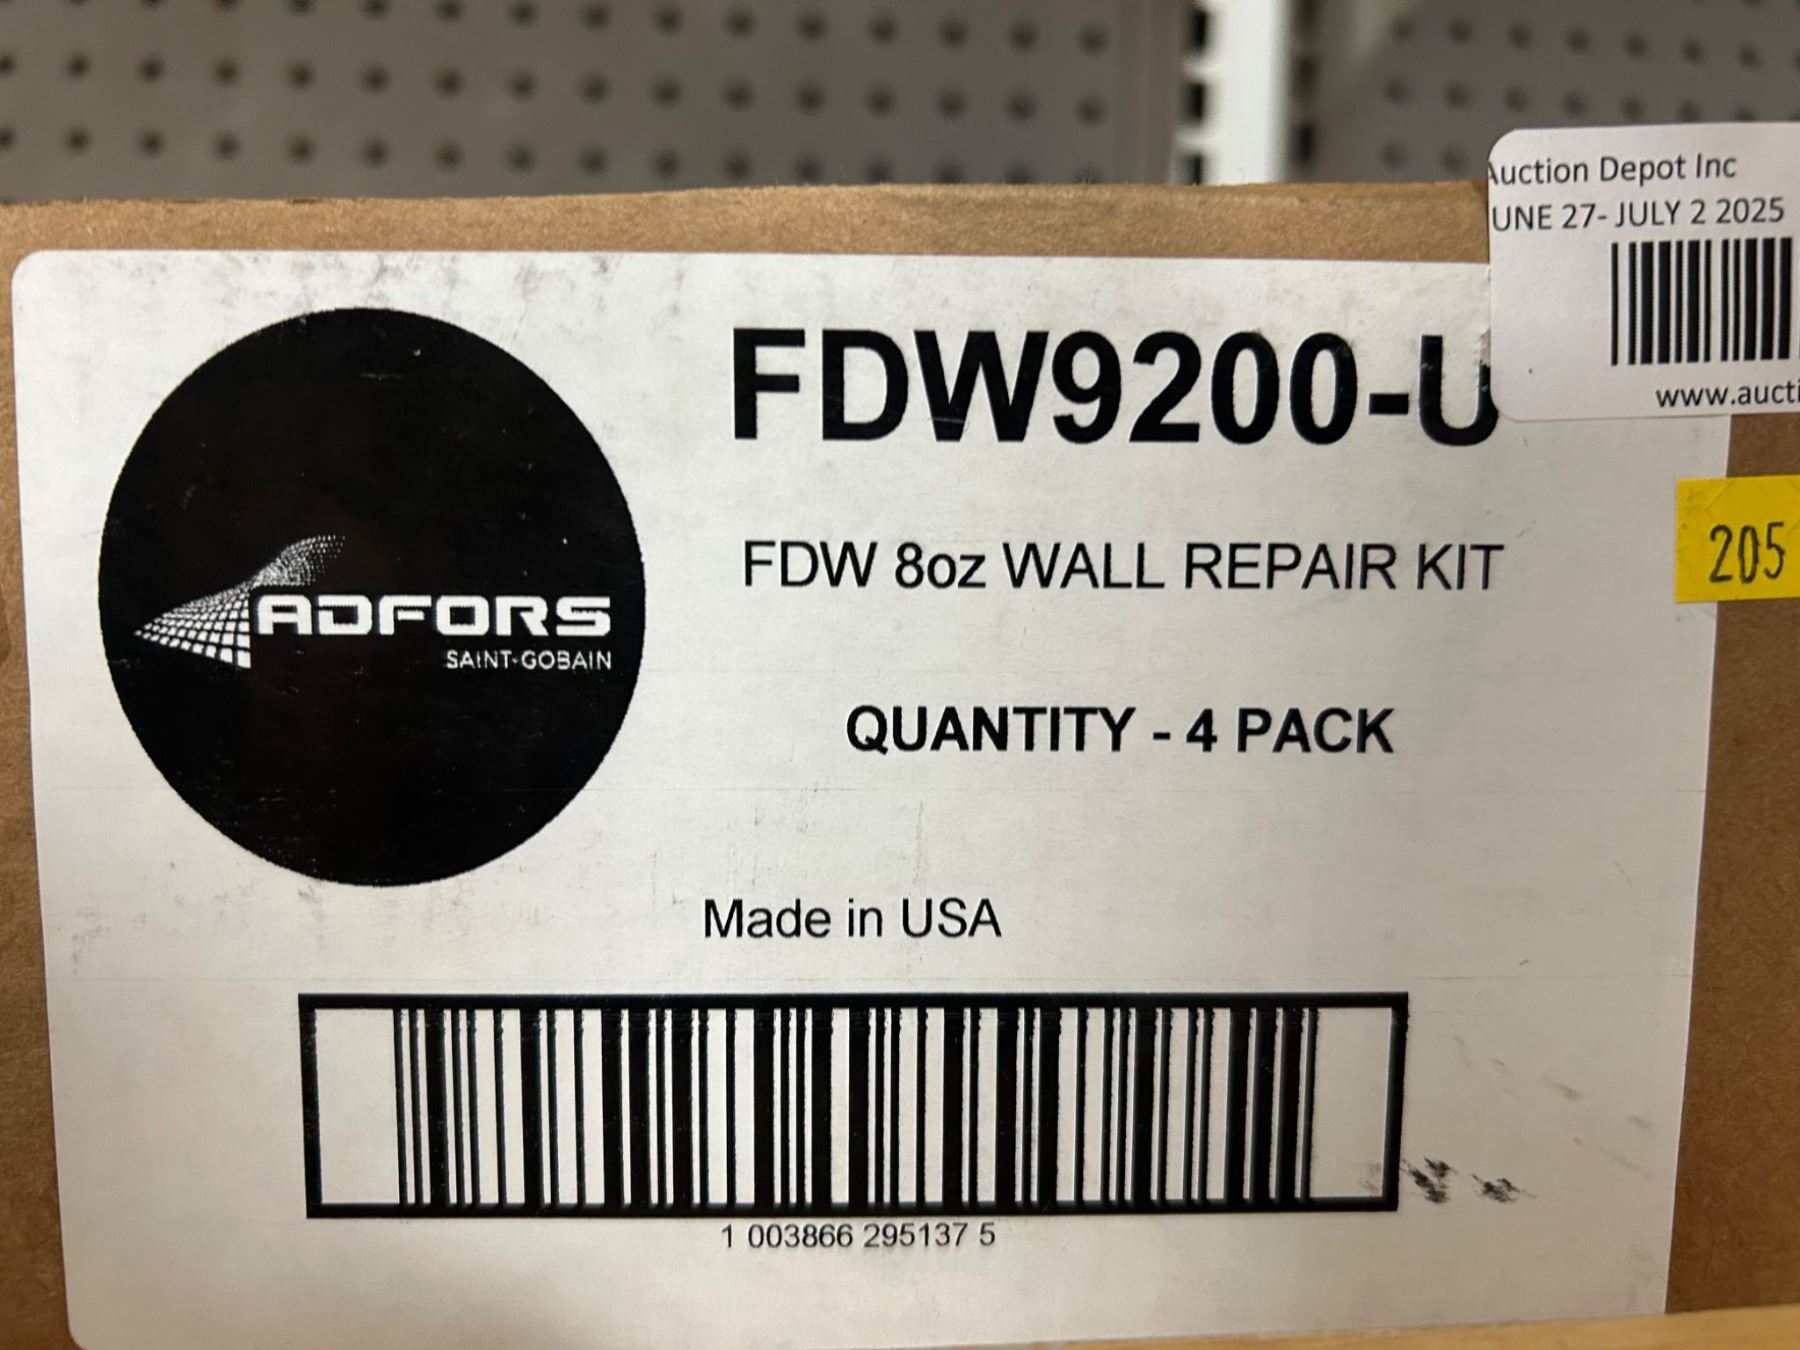 Auction Depot Inc
UNE 27- JULY 2 2025
www.aucti
205
FDW9200-U
ADFORS
SAINT-GOBAIN
FDW 8oz WALL REPAIR KIT
QUANTITY - 4 PACK
Made in USA
1 003866 295137 5